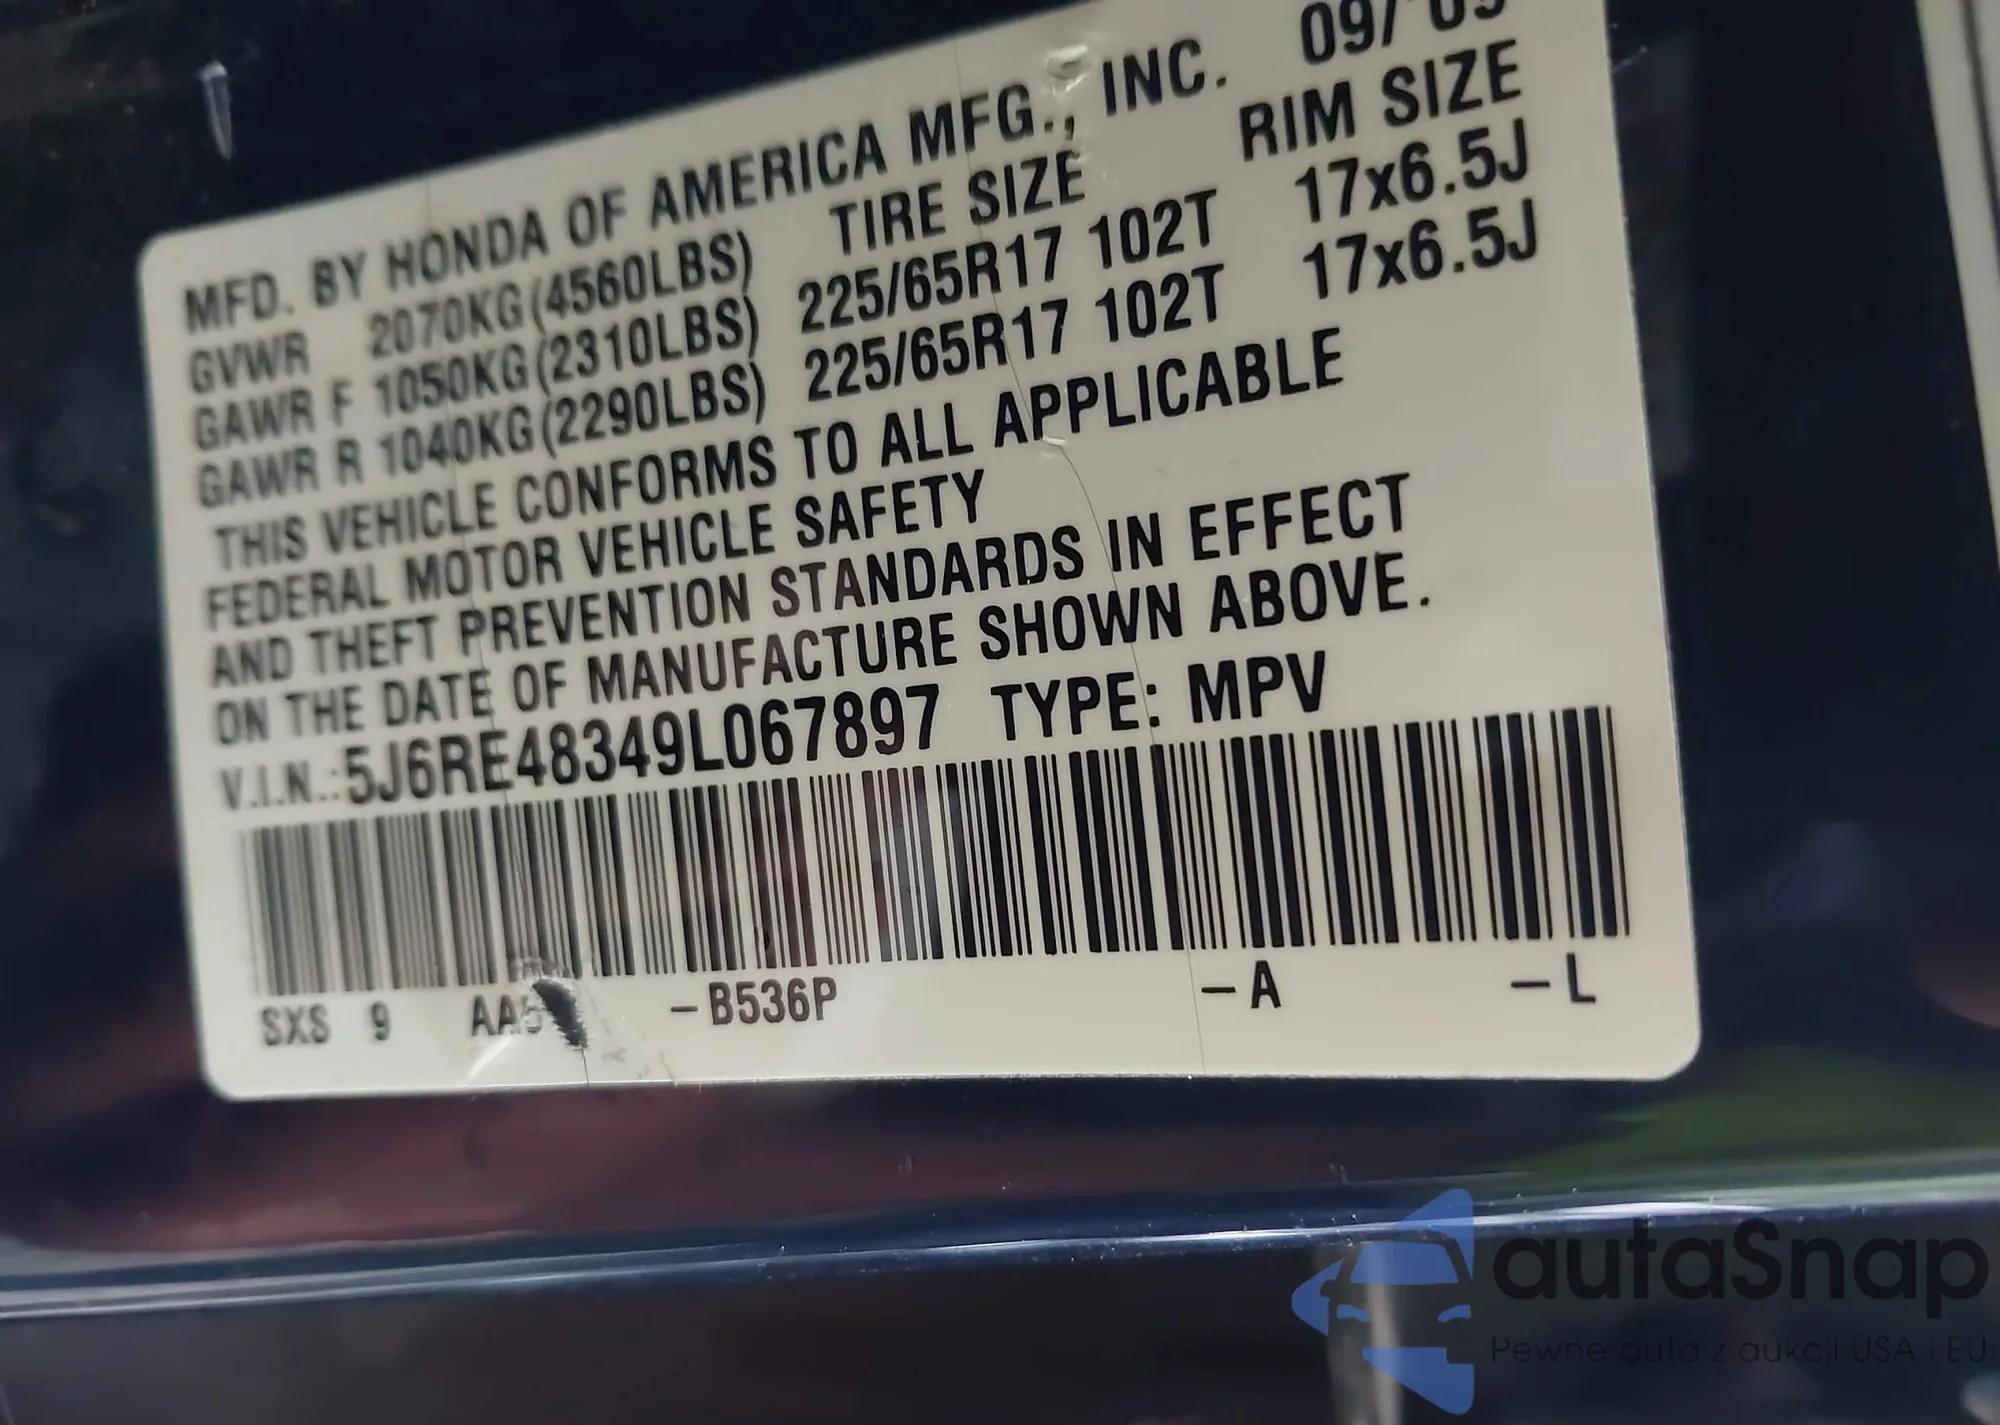 MFD. BY HONDA OF AMERICA MFG., INC. 09/ 09
TIRE SIZE RIM SIZE
GVWR 2070KG(4560LBS)
GAWR F 1050KG(2310LBS) 225/65R17 102T 17x6.5J
GAWR R 1040KG(2290LBS) 225/65R17 102T 17x6.5J
THIS VEHICLE CONFORMS TO ALL APPLICABLE
FEDERAL MOTOR VEHICLE SAFETY
AND THEFT PREVENTION STANDARDS IN EFFECT
ON THE DATE OF MANUFACTURE SHOWN ABOVE.
V.I.N.:5J6RE48349L067897 TYPE: MPV
SXS 9 -B536P -A -L
autaSnap
Pewne auta z aukcji USA i EU